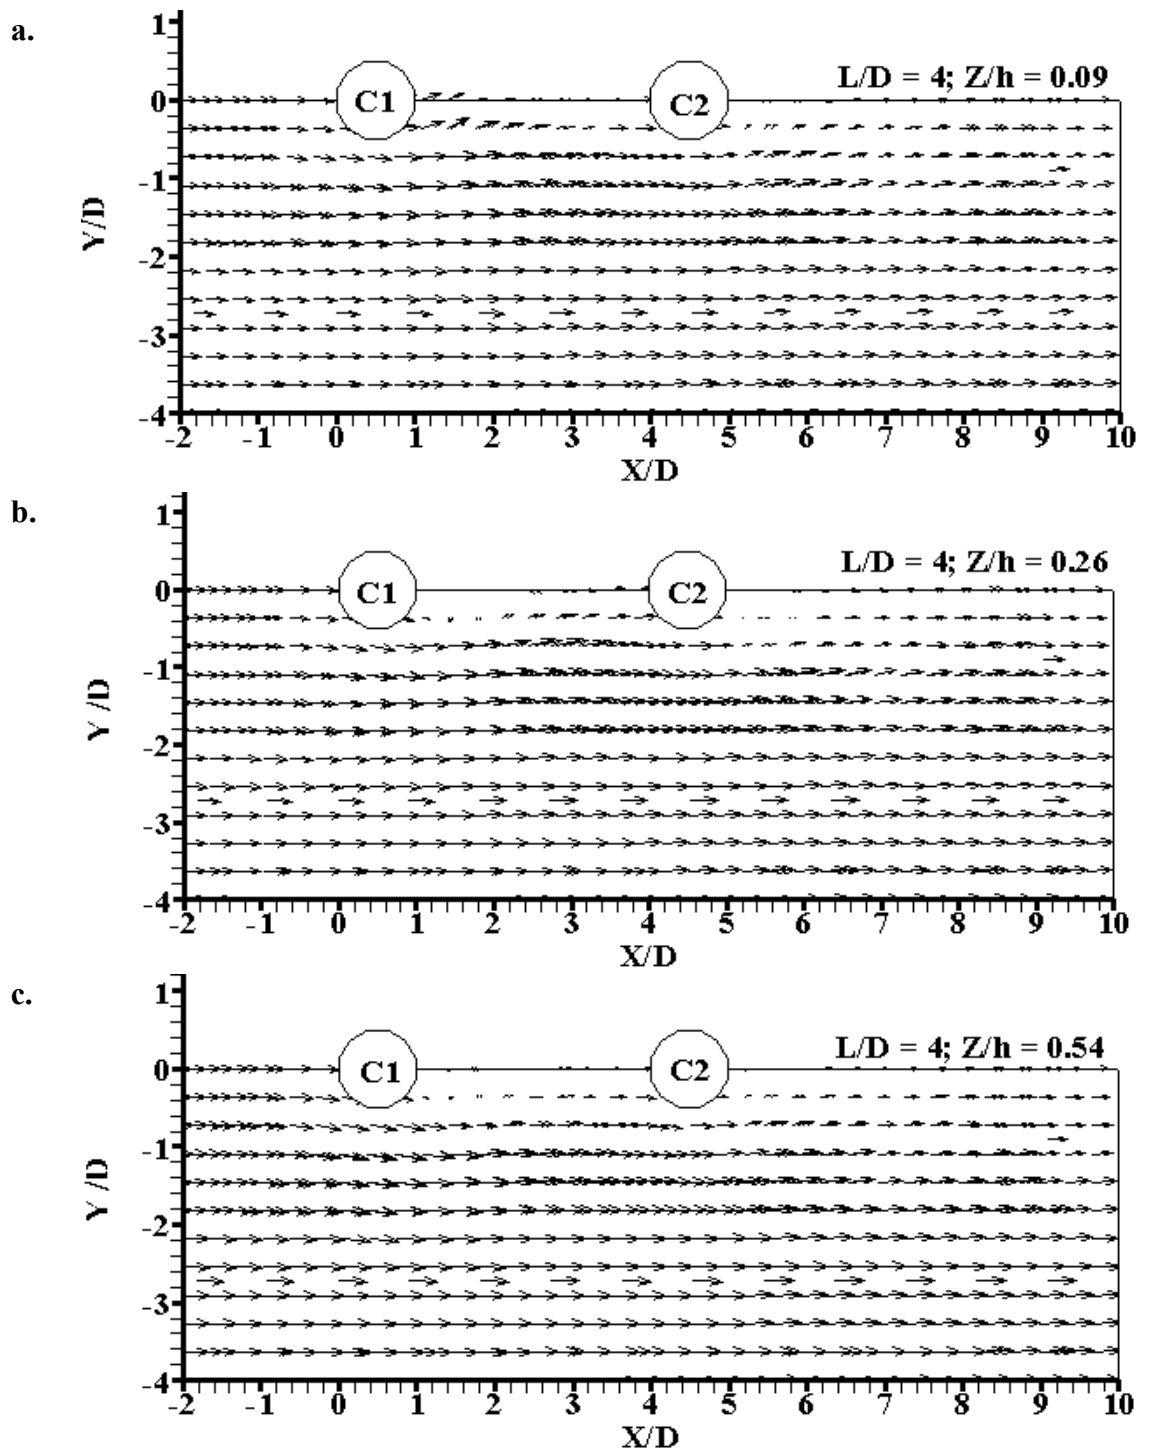 a.
1
L/D = 4; Z/h = 0.09
0
C1
C2
-1
Y/D
-2
-3
-4
-2 -1 0 1 2 3 4 5 6 7 8 9 10
X/D
b.
1
L/D = 4; Z/h = 0.26
0
C1
C2
-1
Y /D
-2
-3
-4
-2 -1 0 1 2 3 4 5 6 7 8 9 10
X/D
c.
1
L/D = 4; Z/h = 0.54
0
C1
C2
-1
Y /D
-2
-3
-4
-2 -1 0 1 2 3 4 5 6 7 8 9 10
X/D